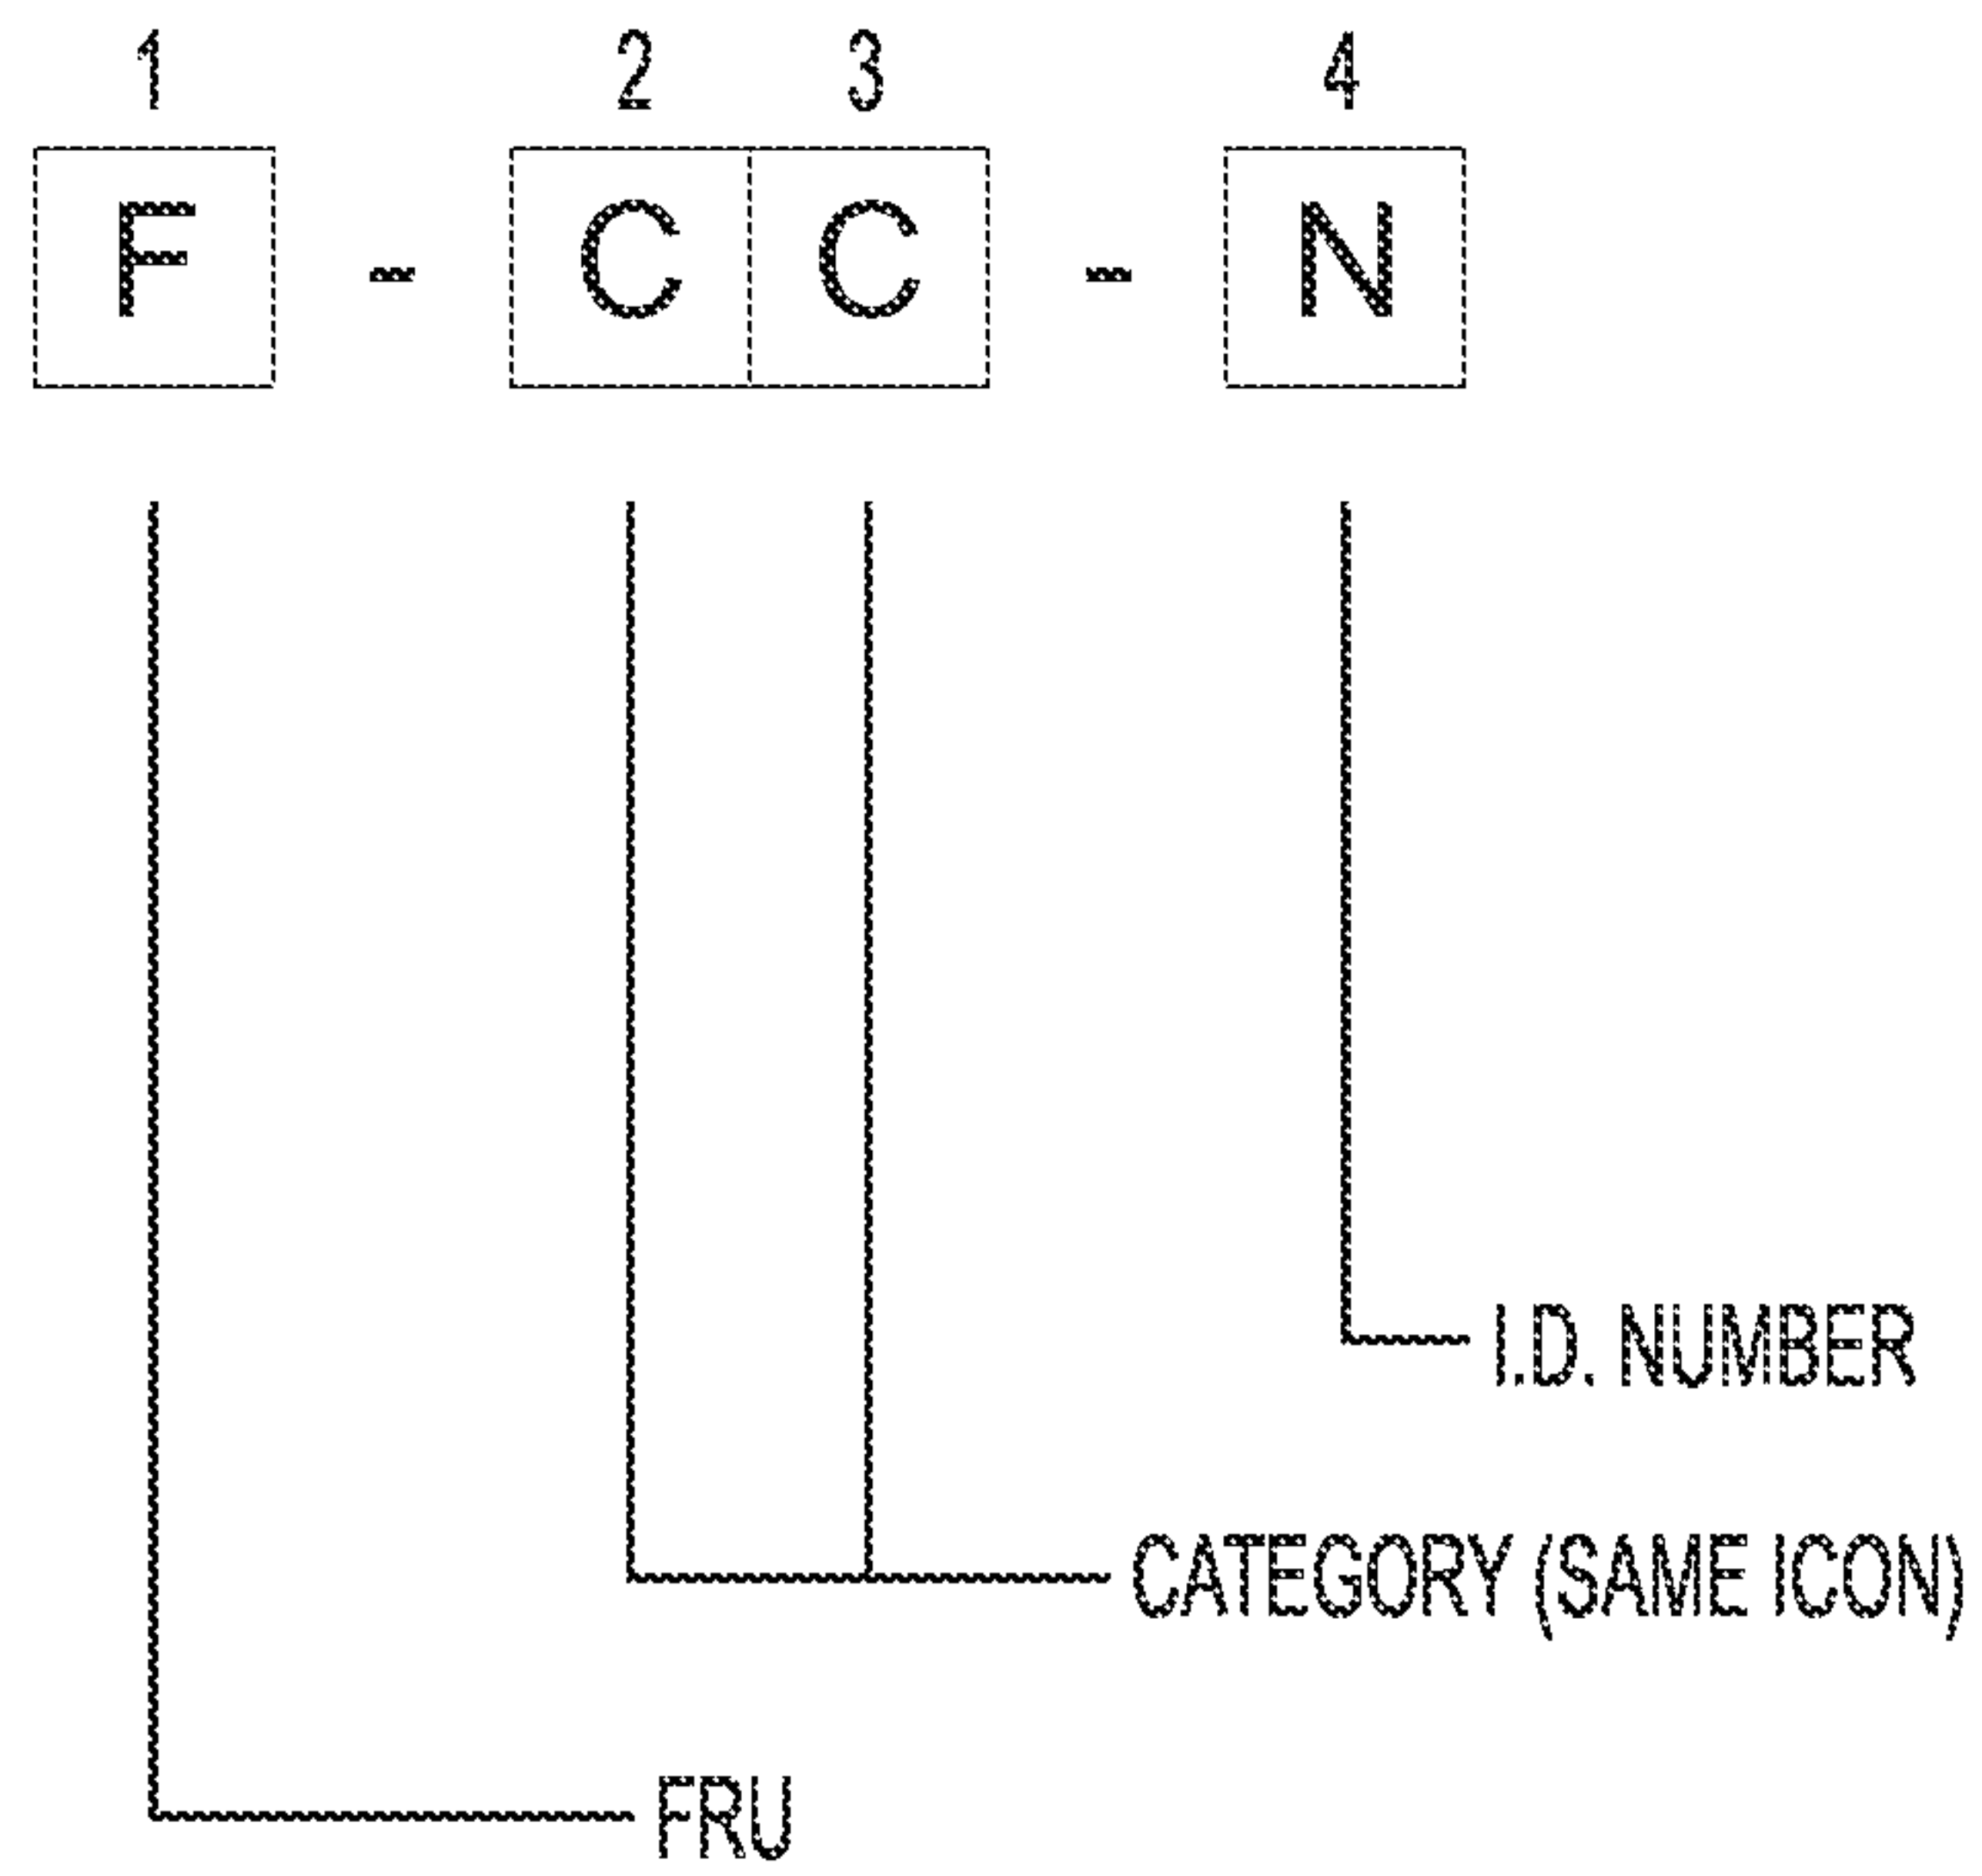 1 2 3 4
F - C C - N
I.D. NUMBER
CATEGORY (SAME ICON)
FRU